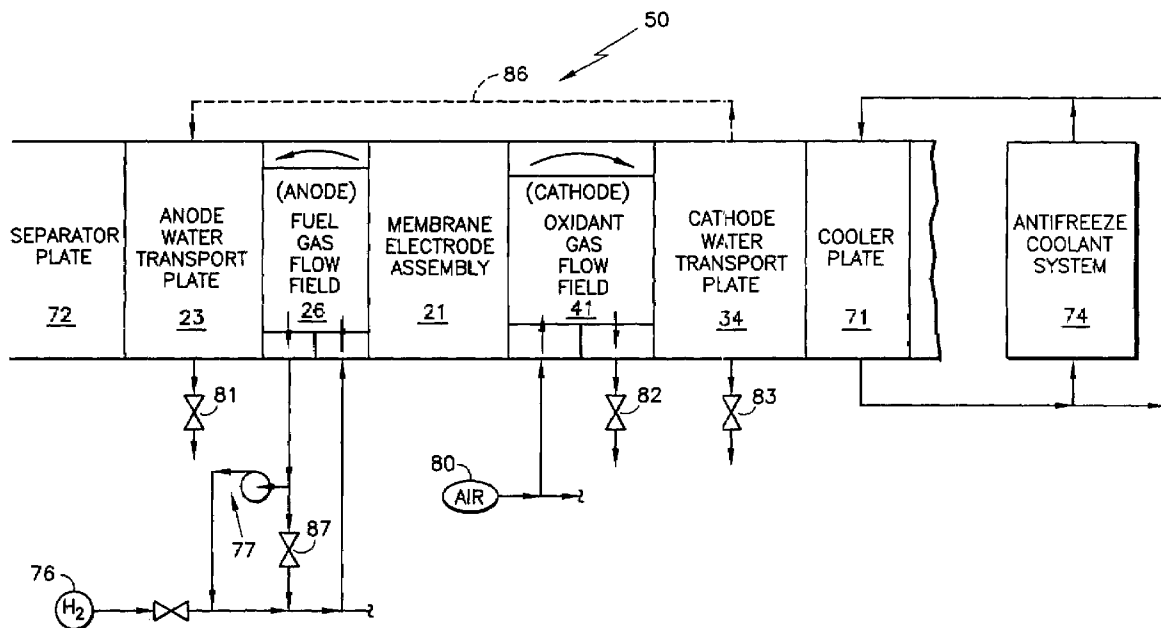 50
86
SEPARATOR
PLATE
72
ANODE
WATER
TRANSPORT
PLATE
23
(ANODE)
FUEL
GAS
FLOW
FIELD
26
MEMBRANE
ELECTRODE
ASSEMBLY
21
(CATHODE)
OXIDANT
GAS
FLOW
FIELD
41
CATHODE
WATER
TRANSPORT
PLATE
34
COOLER
PLATE
71
ANTIFREEZE
COOLANT
SYSTEM
74
81
82
83
80
AIR
77
87
76
H2